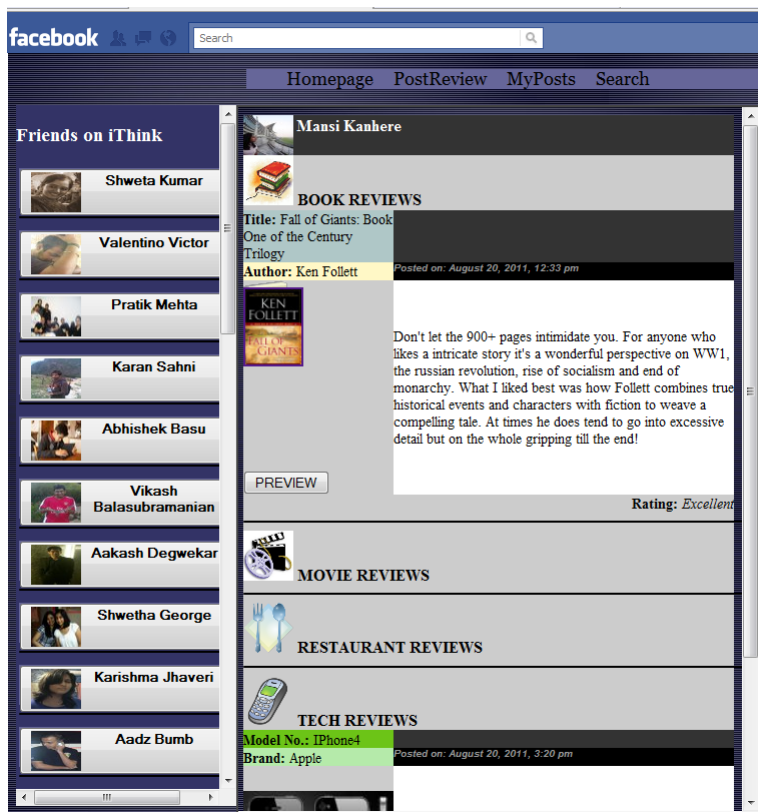 facebook
Search
Homepage PostReview MyPosts Search
Friends on iThink
Shweta Kumar
Valentino Victor
Pratik Mehta
Karan Sahni
Abhishek Basu
Vikash
Balasubramanian
Aakash Degwekar
Shwetha George
Karishma Jhaveri
Aadz Bumb
Mansi Kanhere
BOOK REVIEWS
Title: Fall of Giants: Book
One of the Century
Trilogy
Author: Ken Follett
Posted on: August 20, 2011, 12:33 pm
KEN
FOLLETT
FALL OF
GIANTS
Don't let the 900+ pages intimidate you. For anyone who
likes a intricate story it's a wonderful perspective on WW1,
the russian revolution, rise of socialism and end of
monarchy. What I liked best was how Follett combines true
historical events and characters with fiction to weave a
compelling tale. At times he does tend to go into excessive
detail but on the whole gripping till the end!
PREVIEW
Rating: Excellent
MOVIE REVIEWS
RESTAURANT REVIEWS
TECH REVIEWS
Model No.: IPhone4
Brand: Apple
Posted on: August 20, 2011, 3:20 pm